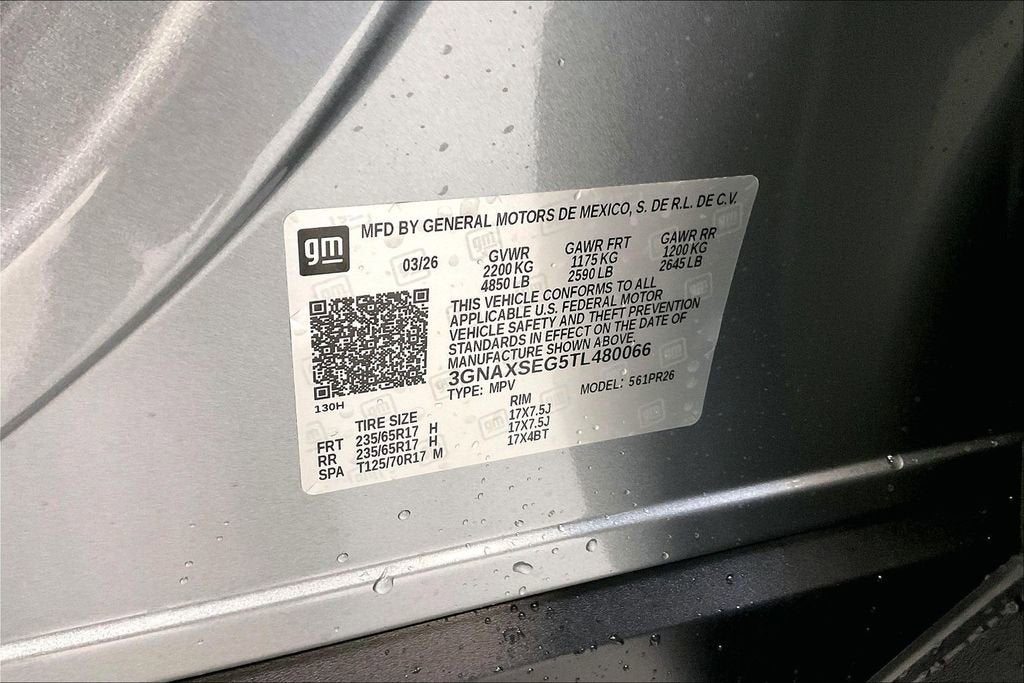 gm
MFD BY GENERAL MOTORS DE MEXICO, S. DE R.L. DE C.V.
03/26
GVWR GAWR FRT GAWR RR
2200 KG 1175 KG 1200 KG
4850 LB 2590 LB 2645 LB
THIS VEHICLE CONFORMS TO ALL
APPLICABLE U.S. FEDERAL MOTOR
VEHICLE SAFETY AND THEFT PREVENTION
STANDARDS IN EFFECT ON THE DATE OF
MANUFACTURE SHOWN ABOVE.
3GNAXSEG5TL480066
TYPE: MPV MODEL: 561PR26
130H
TIRE SIZE RIM
FRT 235/65R17 H 17X7.5J
RR 235/65R17 H 17X7.5J
SPA T125/70R17 M 17X4BT